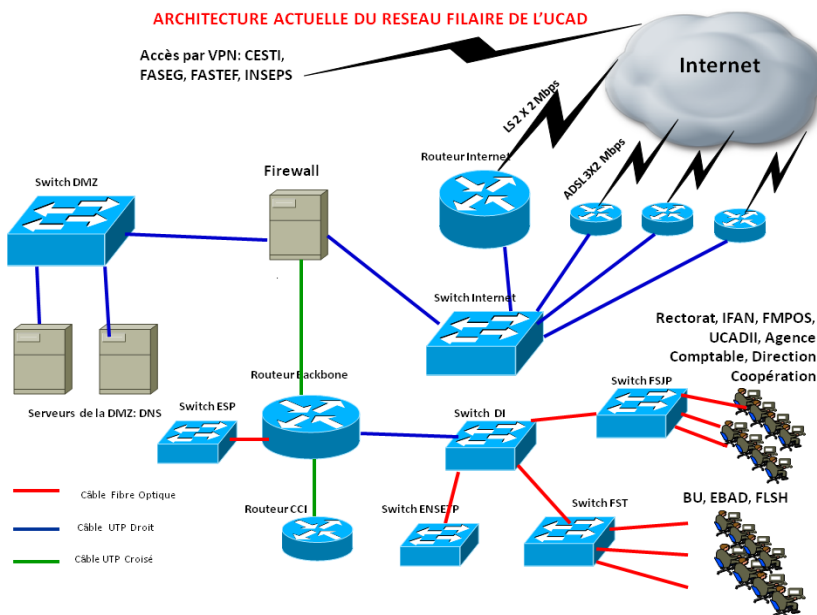 ARCHITECTURE ACTUELLE DU RESEAU FILAIRE DE L'UCAD
Accès par VPN: CESTI,
FASEG, FASTEF, INSEPS
Internet
LS 2 X 2 Mbps
Routeur Internet
ADSL 3X2 Mbps
Firewall
Switch DMZ
Switch Internet
Rectorat, IFAN, FMPOS,
UCADII, Agence
Comptable, Direction
Coopération
Routeur Backbone
Switch FSJP
Serveurs de la DMZ: DNS
Switch ESP
Switch DI
Câble Fibre Optique
Câble UTP Droit
Câble UTP Croisé
Routeur CCI
Switch ENSETP
Switch FST
BU, EBAD, FLSH